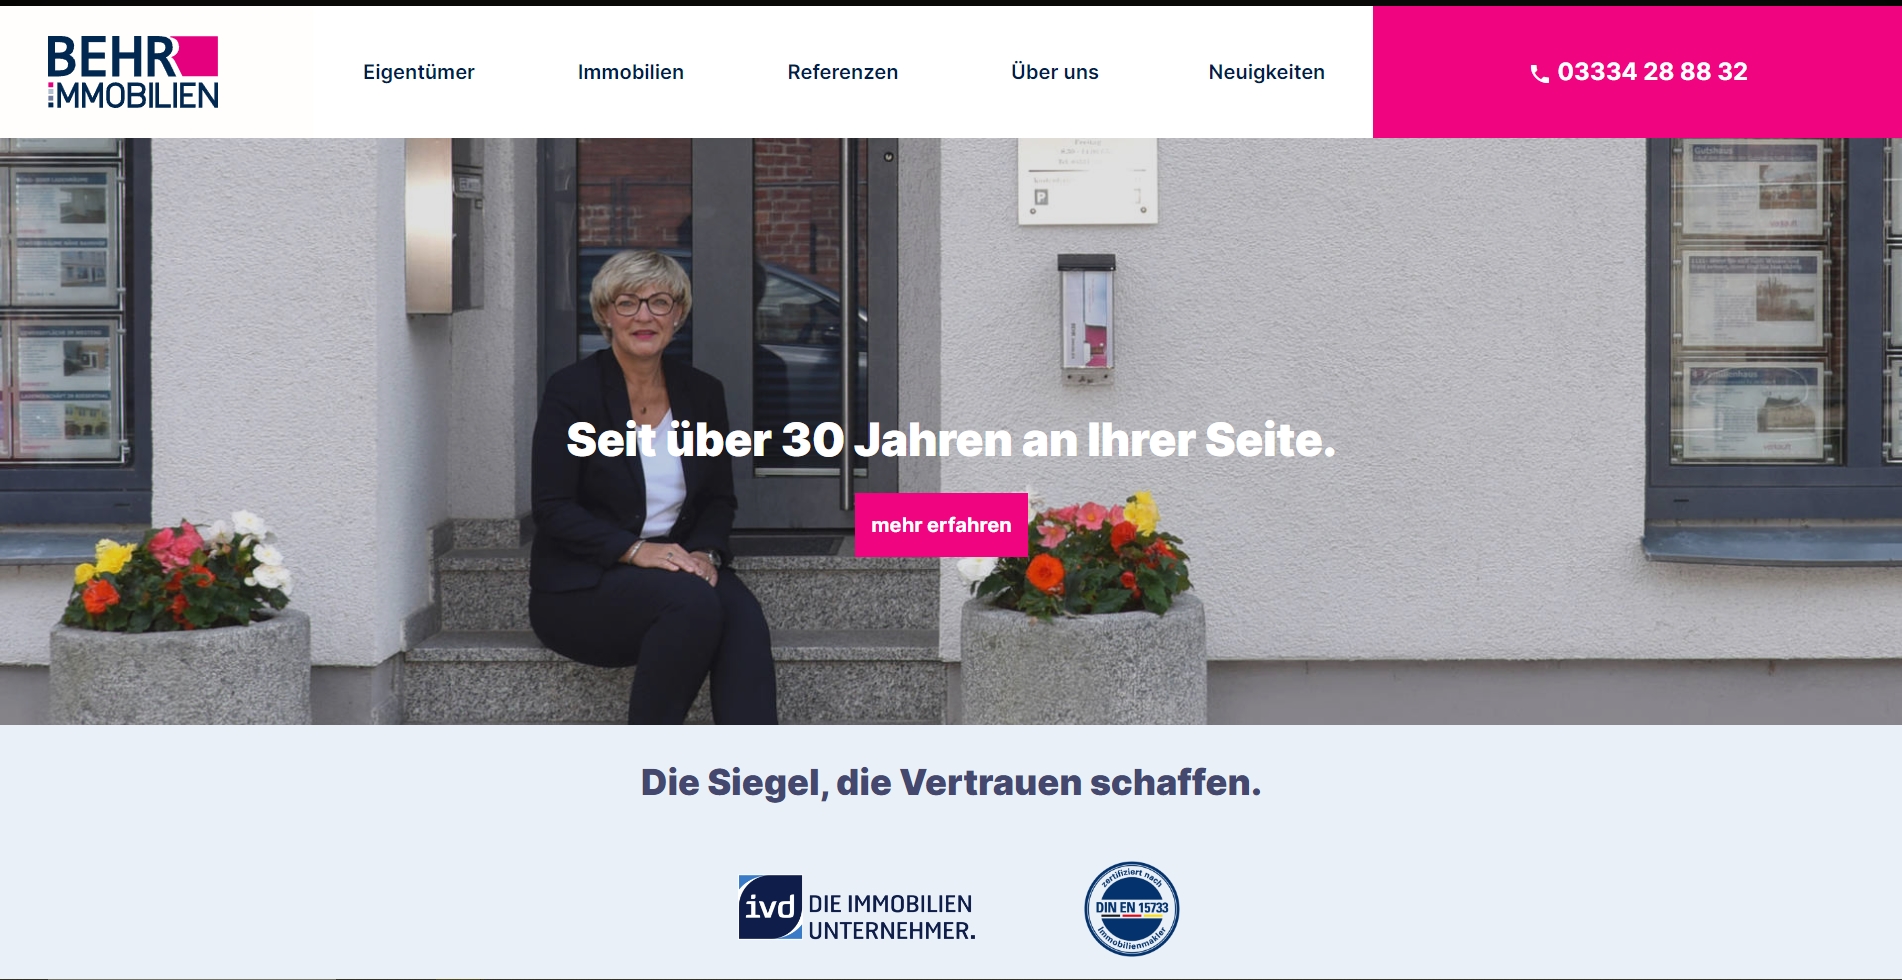 BEHR
IMMOBILIEN
Eigentümer
Immobilien
Referenzen
Über uns
Neuigkeiten
03334 28 88 32
Gutshaus
P
Seit über 30 Jahren an Ihrer Seite.
mehr erfahren
Die Siegel, die Vertrauen schaffen.
ivd DIE IMMOBILIEN
UNTERNEHMER.
zertifiziert nach
DIN EN 15733
Immobilienmakler